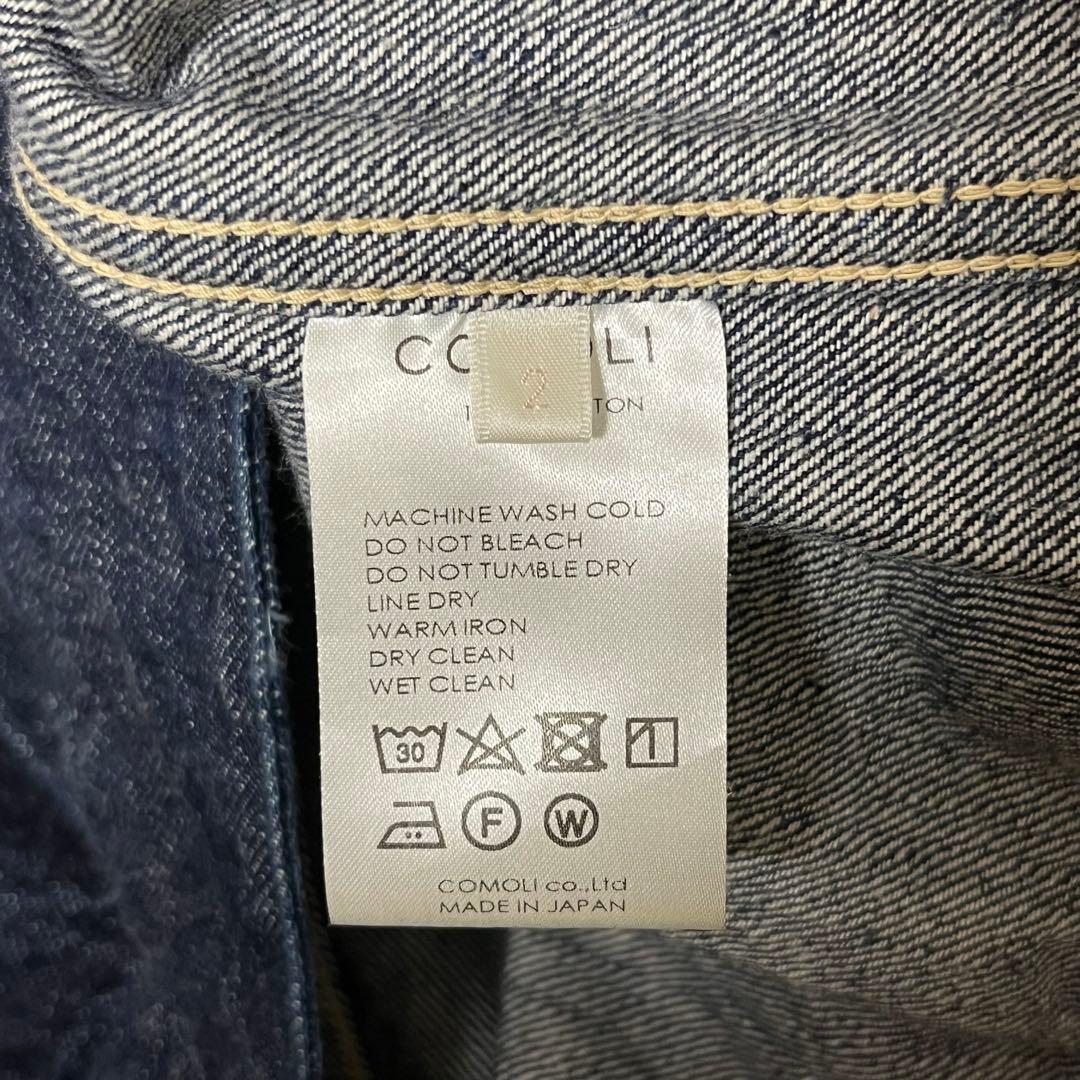 COMOLI
2
MACHINE WASH COLD
DO NOT BLEACH
DO NOT TUMBLE DRY
LINE DRY
WARM IRON
DRY CLEAN
WET CLEAN
30
F
W
COMOLI co.,Ltd
MADE IN JAPAN